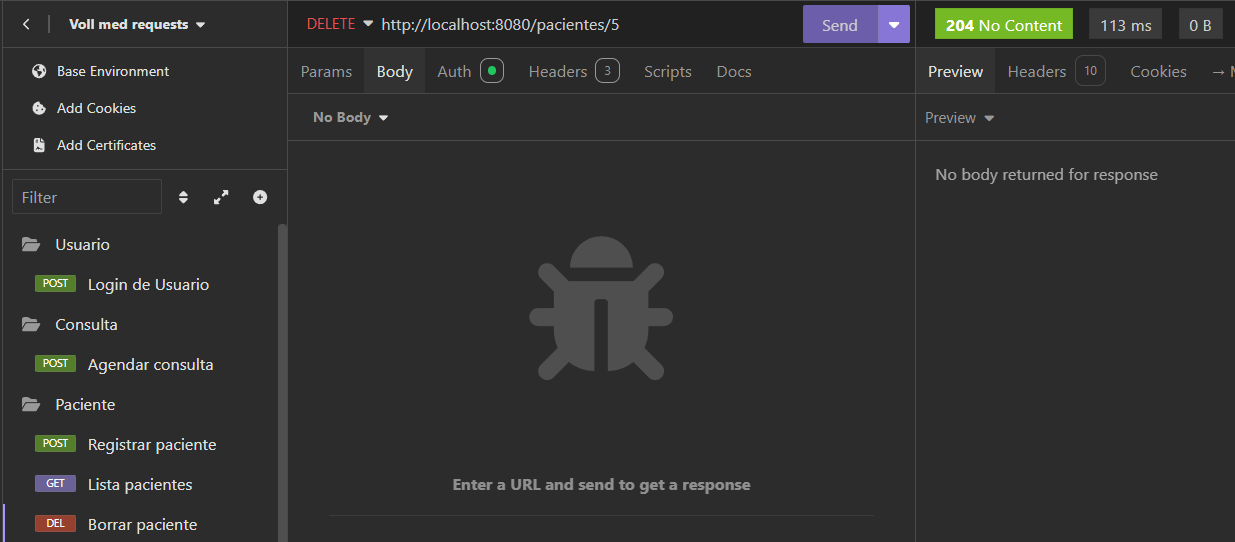 Voll med requests
Base Environment
Add Cookies
Add Certificates
Filter
Usuario
POST Login de Usuario
Consulta
POST Agendar consulta
Paciente
POST Registrar paciente
GET Lista pacientes
DEL Borrar paciente
DELETE http://localhost:8080/pacientes/5 Send
Params Body Auth Headers 3 Scripts Docs
No Body
Enter a URL and send to get a response
204 No Content 113 ms 0 B
Preview Headers 10 Cookies →
Preview
No body returned for response